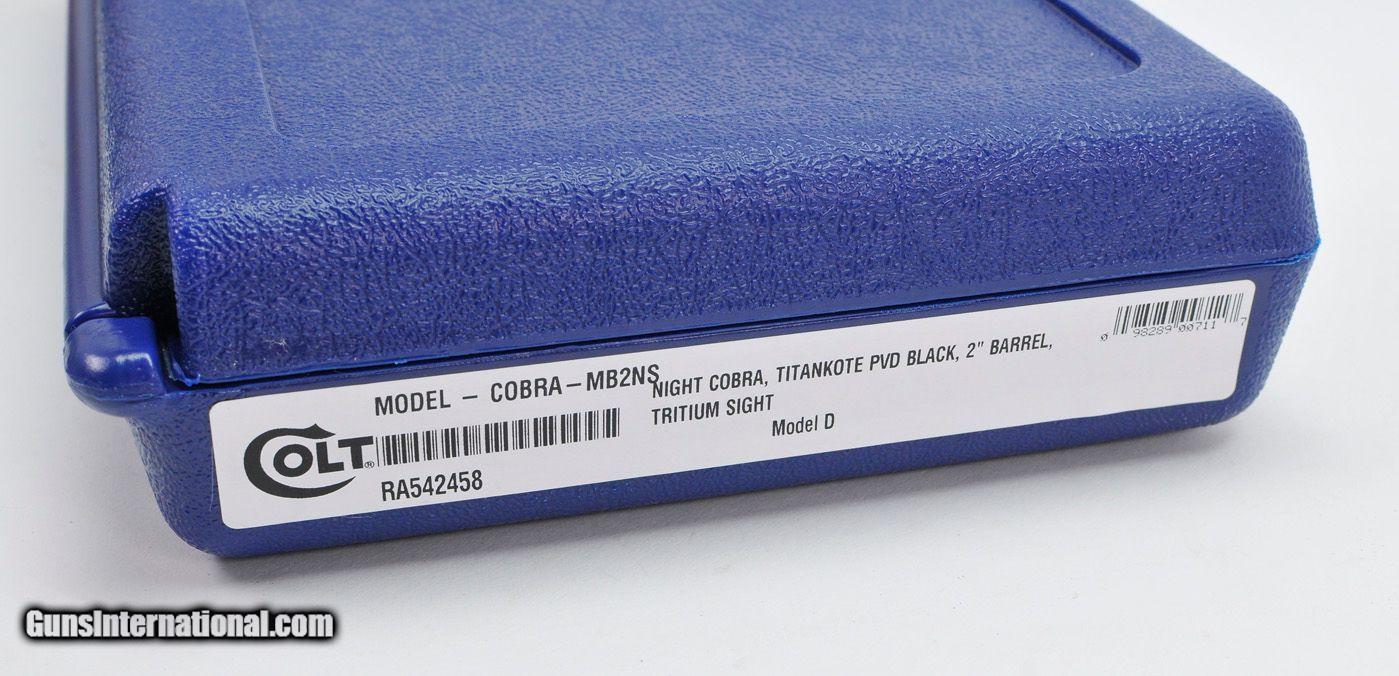 MODEL – COBRA–MB2NS
NIGHT COBRA, TITANKOTE PVD BLACK, 2" BARREL,
TRITIUM SIGHT
Model D
COLT®
RA542458
0 98289 00711 7
GunsInternational.com